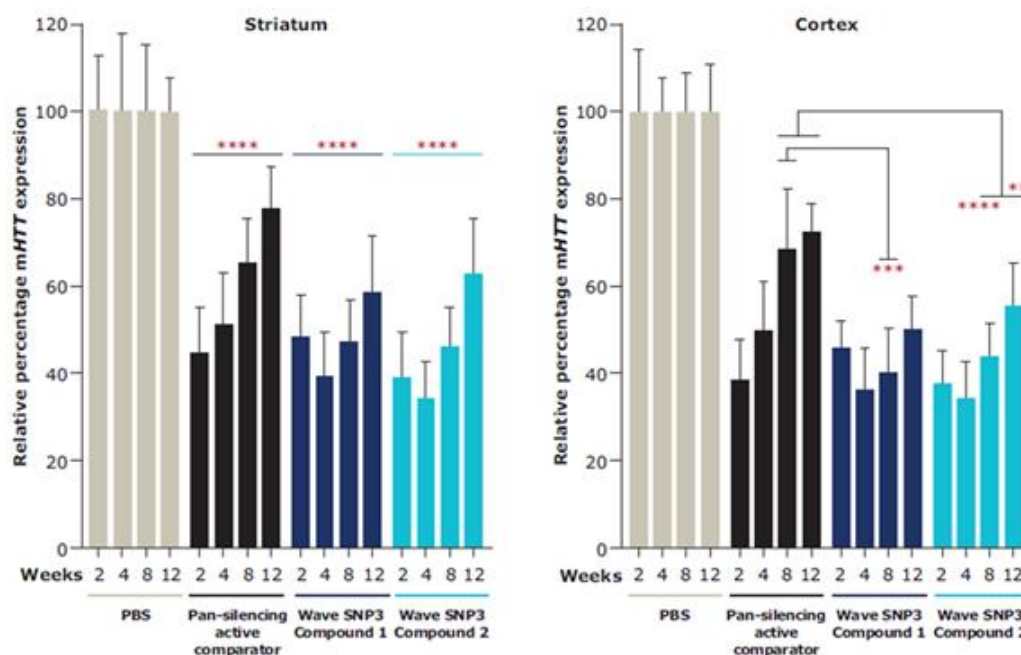 Striatum
Relative percentage mHTT expression
120
100
80
60
40
20
0
**** **** ****
Weeks 2 4 8 12 2 4 8 12 2 4 8 12 2 4 8 12
PBS
Pan-silencing
active
comparator
Wave SNP3
Compound 1
Wave SNP3
Compound 2
Cortex
Relative percentage mHTT expression
120
100
80
60
40
20
0
**
****
***
Weeks 2 4 8 12 2 4 8 12 2 4 8 12 2 4 8 12
PBS
Pan-silencing
active
comparator
Wave SNP3
Compound 1
Wave SNP3
Compound 2